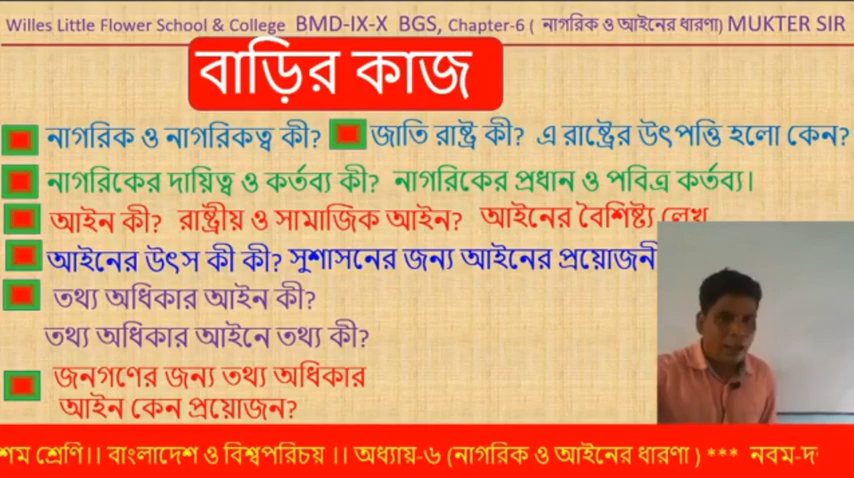 Willes Little Flower School & College BMD-IX-X BGS, Chapter-6 ( নাগরিক ও আইনের ধারণা) MUKTER SIR
বাড়ির কাজ
নাগরিক ও নাগরিকত্ব কী? জাতি রাষ্ট্র কী? এ রাষ্ট্রের উৎপত্তি হলো কেন?
নাগরিকের দায়িত্ব ও কর্তব্য কী? নাগরিকের প্রধান ও পবিত্র কর্তব্য।
আইন কী? রাষ্ট্রীয় ও সামাজিক আইন? আইনের বৈশিষ্ট্য লেখ
আইনের উৎস কী কী? সুশাসনের জন্য আইনের প্রয়োজনী
তথ্য অধিকার আইন কী?
তথ্য অধিকার আইনে তথ্য কী?
জনগণের জন্য তথ্য অধিকার
আইন কেন প্রয়োজন?
শম শ্রেণি।। বাংলাদেশ ও বিশ্বপরিচয় ।। অধ্যায়-৬ (নাগরিক ও আইনের ধারণা ) *** নবম-দ